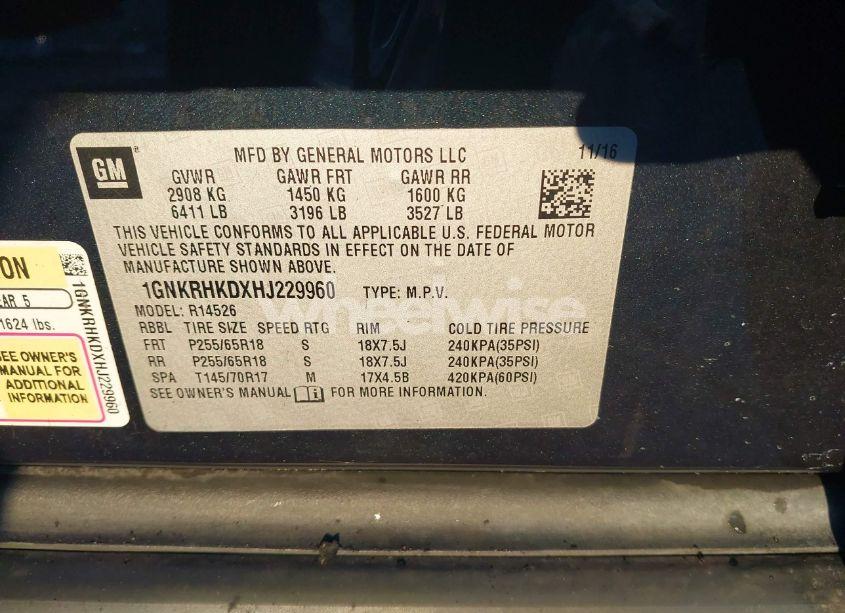 GM
MFD BY GENERAL MOTORS LLC 11/16
GVWR GAWR FRT GAWR RR
2908 KG 1450 KG 1600 KG
6411 LB 3196 LB 3527 LB
THIS VEHICLE CONFORMS TO ALL APPLICABLE U.S. FEDERAL MOTOR
VEHICLE SAFETY STANDARDS IN EFFECT ON THE DATE OF
MANUFACTURE SHOWN ABOVE.
1GNKRHKDXHJ229960 TYPE: M.P.V.
MODEL: R14526
RBBL TIRE SIZE SPEED RTG RIM COLD TIRE PRESSURE
FRT P255/65R18 S 18X7.5J 240KPA(35PSI)
RR P255/65R18 S 18X7.5J 240KPA(35PSI)
SPA T145/70R17 M 17X4.5B 420KPA(60PSI)
SEE OWNER'S MANUAL FOR MORE INFORMATION.
ON
AR 5
1624 lbs.
SEE OWNER'S
MANUAL FOR
ADDITIONAL
INFORMATION
1GNKRHKDXHJ229960
wheelwise